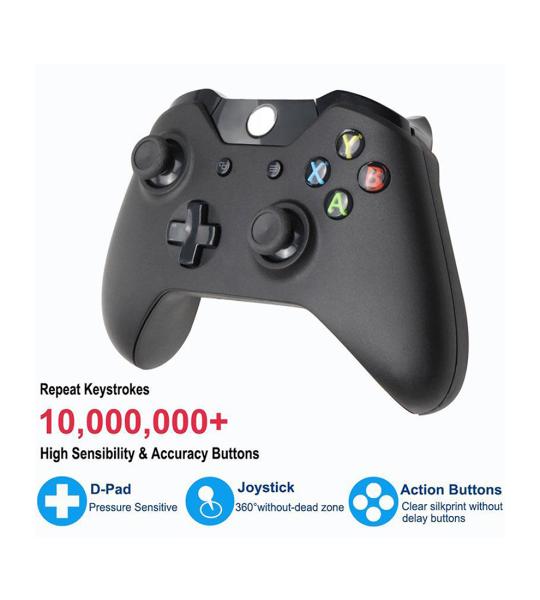 Y
X B
A
Repeat Keystrokes
10,000,000+
High Sensibility & Accuracy Buttons
D-Pad
Pressure Sensitive
Joystick
360°without-dead zone
Action Buttons
Clear silkprint without
delay buttons